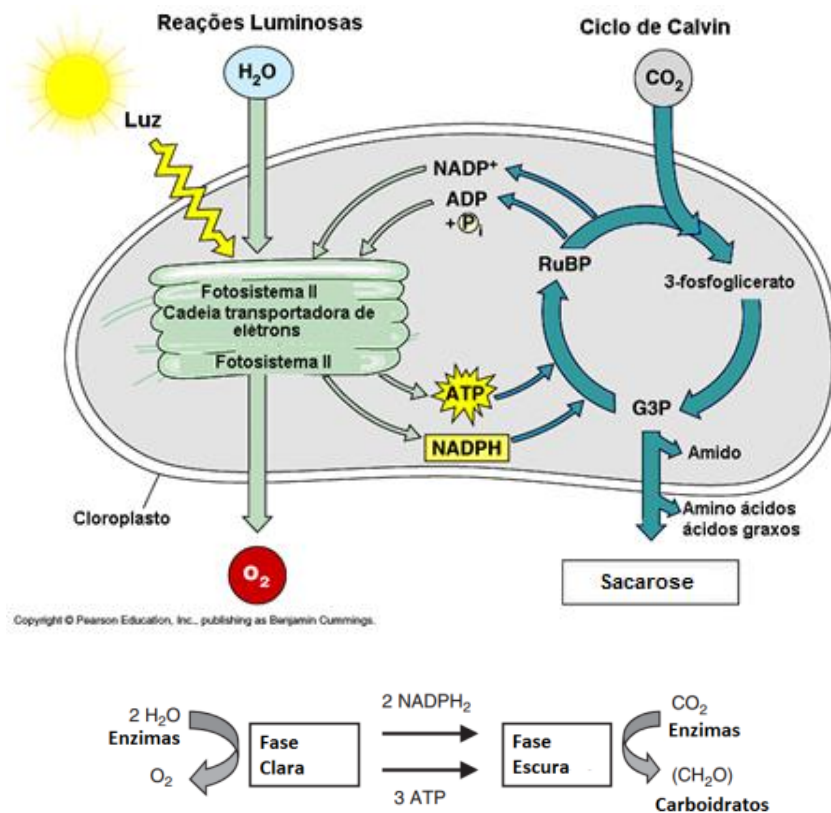 Reações Luminosas
Ciclo de Calvin
H₂O
CO₂
Luz
NADP⁺
ADP
+ Pᵢ
RuBP
3-fosfoglicerato
Fotosistema II
Cadeia transportadora de
elétrons
Fotosistema II
ATP
G3P
NADPH
Amido
Cloroplasto
Amino ácidos
ácidos graxos
O₂
Sacarose
Copyright © Pearson Education, Inc., publishing as Benjamin Cummings.
2 H₂O
Enzimas
O₂
Fase
Clara
2 NADPH₂
3 ATP
Fase
Escura
CO₂
Enzimas
(CH₂O)
Carboidratos